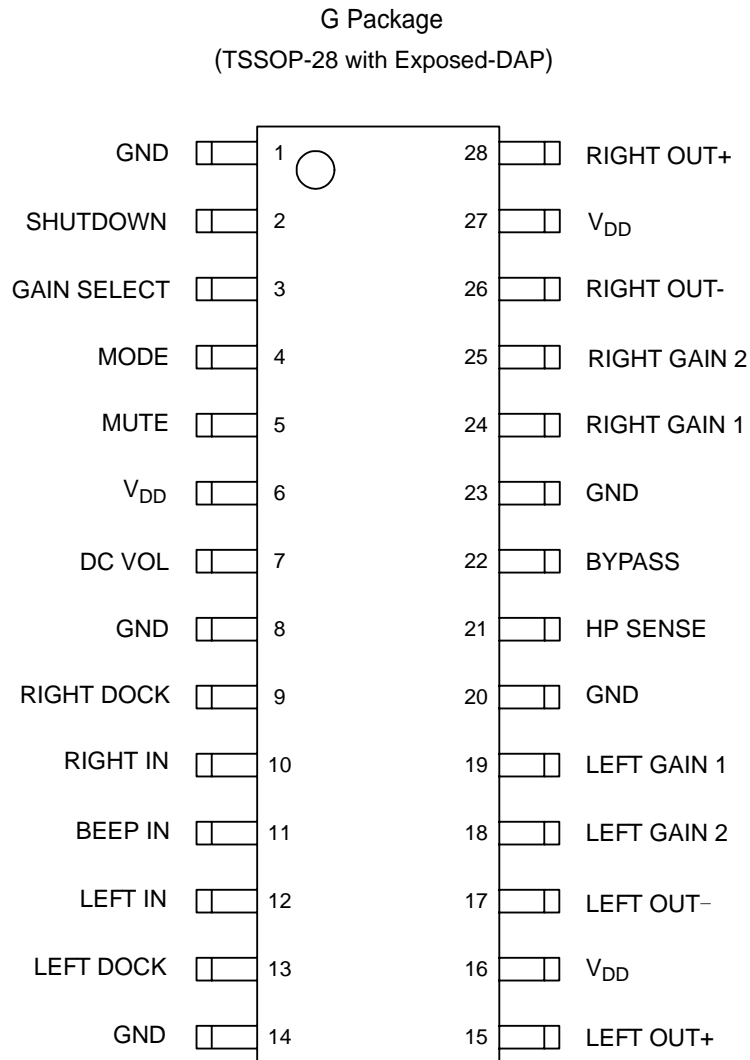 G Package
(TSSOP-28 with Exposed-DAP)
GND 1 28 RIGHT OUT+
SHUTDOWN 2 27 VDD
GAIN SELECT 3 26 RIGHT OUT-
MODE 4 25 RIGHT GAIN 2
MUTE 5 24 RIGHT GAIN 1
VDD 6 23 GND
DC VOL 7 22 BYPASS
GND 8 21 HP SENSE
RIGHT DOCK 9 20 GND
RIGHT IN 10 19 LEFT GAIN 1
BEEP IN 11 18 LEFT GAIN 2
LEFT IN 12 17 LEFT OUT−
LEFT DOCK 13 16 VDD
GND 14 15 LEFT OUT+